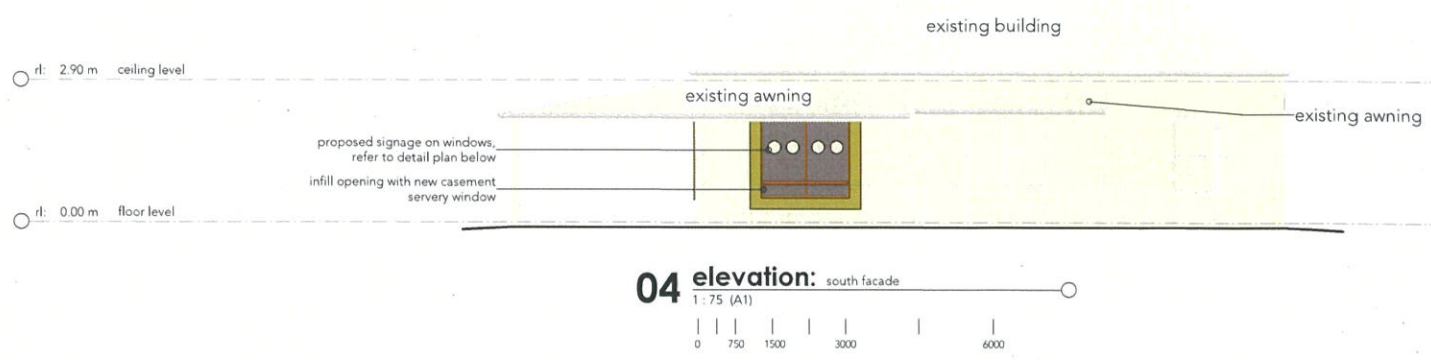 existing building
rl: 2.90 m ceiling level
existing awning
existing awning
proposed signage on windows,
refer to detail plan below
infill opening with new casement
servery window
rl: 0.00 m floor level
04 elevation: south facade
1 : 75 (A1)
0 750 1500 3000 6000